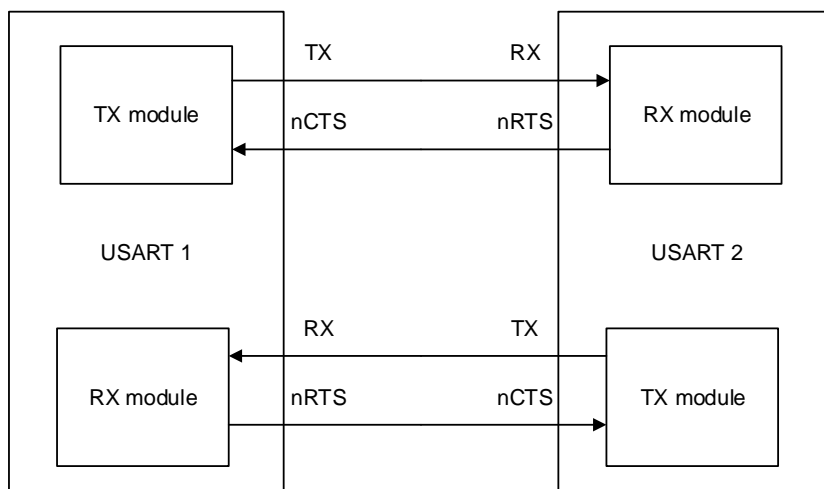 TX RX
TX module nCTS nRTS RX module
USART 1 USART 2
RX TX
RX module nRTS nCTS TX module